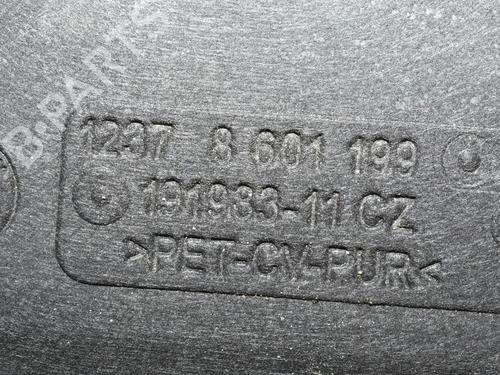 B-PARTS
1237 8 601 199
191983-11 CZ
>PET-CV-PUR<